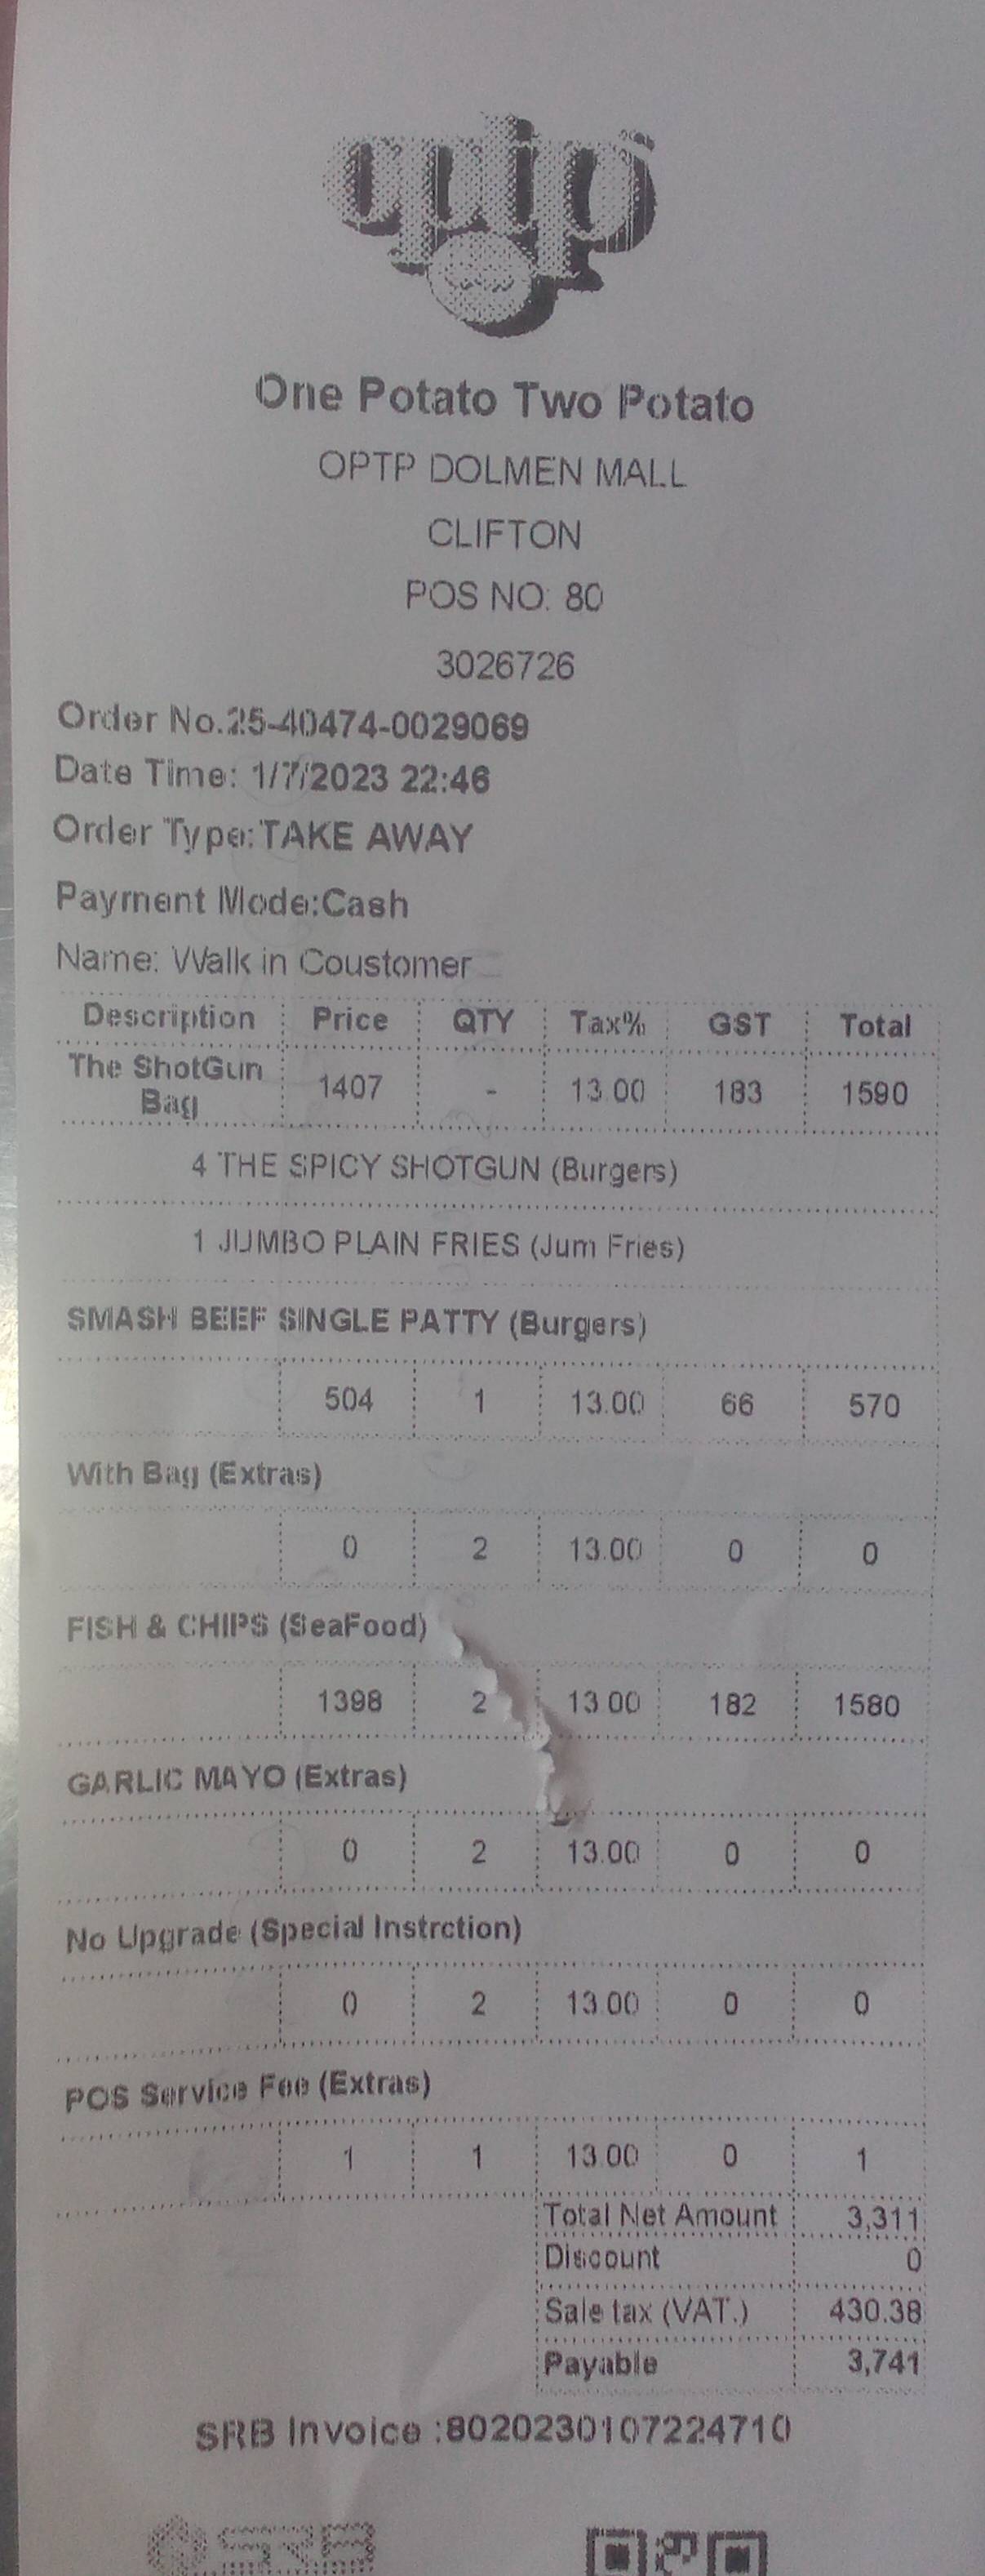 optp
One Potato Two Potato
OPTP DOLMEN MALL
CLIFTON
POS NO: 80
3026726
Order No.25-40474-0029069
Date Time: 1/7/2023 22:46
Order Type:TAKE AWAY
Payment Mode:Cash
Name: Walk in Coustomer
Description Price QTY Tax% GST Total
The ShotGun Bag 1407 - 13.00 183 1590
4 THE SPICY SHOTGUN (Burgers)
1 JUMBO PLAIN FRIES (Jum Fries)
SMASH BEEF SINGLE PATTY (Burgers)
504 1 13.00 66 570
With Bag (Extras)
0 2 13.00 0 0
FISH & CHIPS (SeaFood)
1398 2 13.00 182 1580
GARLIC MAYO (Extras)
0 2 13.00 0 0
No Upgrade (Special Instrction)
0 2 13.00 0 0
POS Service Fee (Extras)
1 1 13.00 0 1
Total Net Amount 3,311
Discount 0
Sale tax (VAT.) 430.38
Payable 3,741
SRB Invoice :8020230107224710